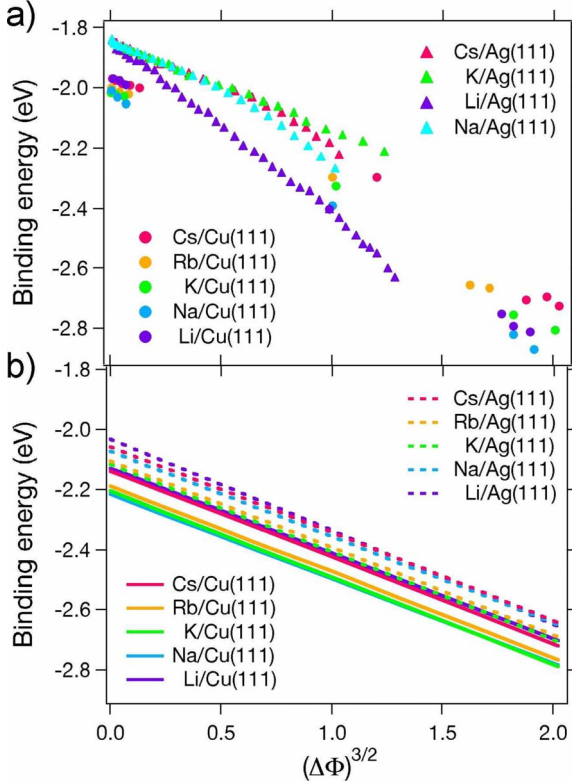 a)
-1.8
-2.0
-2.2
-2.4
-2.6
-2.8
Binding energy (eV)
Cs/Ag(111)
K/Ag(111)
Li/Ag(111)
Na/Ag(111)
Cs/Cu(111)
Rb/Cu(111)
K/Cu(111)
Na/Cu(111)
Li/Cu(111)
b)
-1.8
-2.0
-2.2
-2.4
-2.6
-2.8
Binding energy (eV)
Cs/Ag(111)
Rb/Ag(111)
K/Ag(111)
Na/Ag(111)
Li/Ag(111)
Cs/Cu(111)
Rb/Cu(111)
K/Cu(111)
Na/Cu(111)
Li/Cu(111)
0.0 0.5 1.0 1.5 2.0
(ΔΦ)^{3/2}